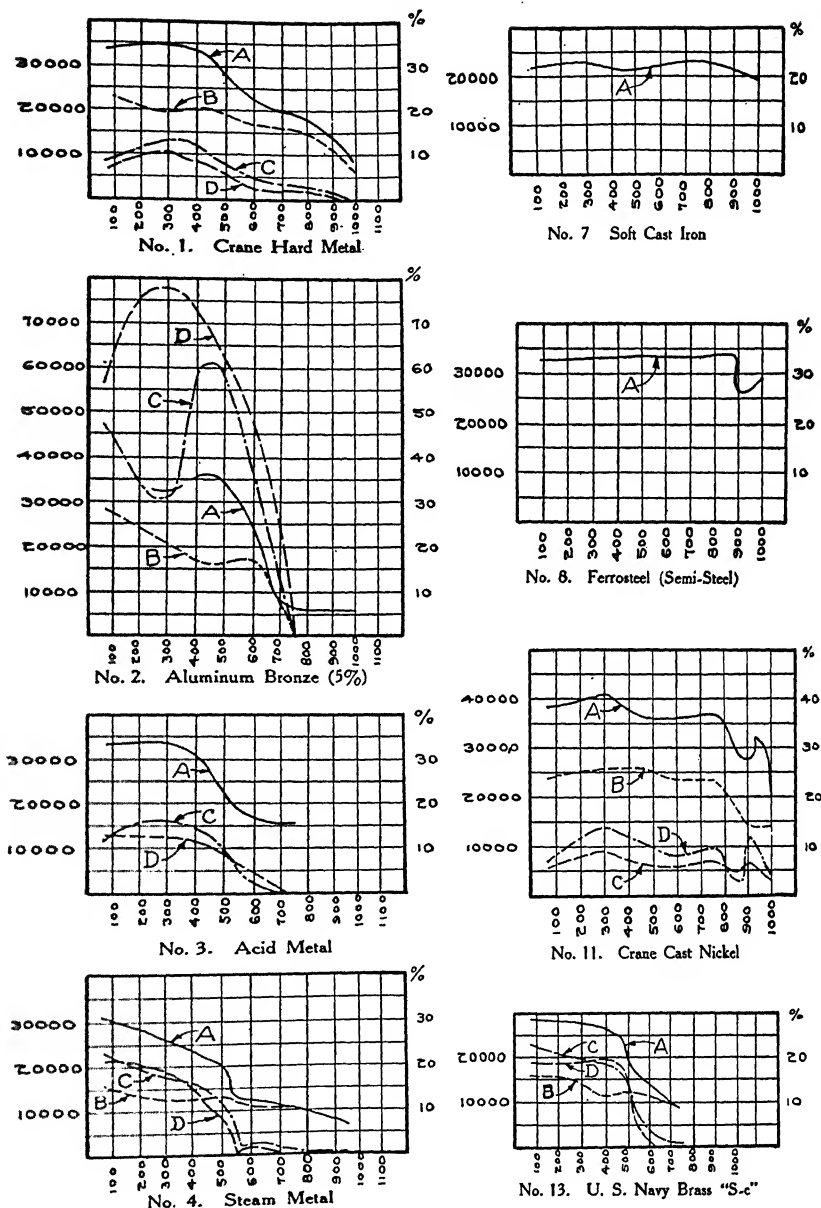 %
30000 30
20000 20
10000 10
A
B
C
D
100 200 300 400 500 600 700 800 900 1000 1100
No. 1. Crane Hard Metal
%
70000 70
60000 60
50000 50
40000 40
30000 30
20000 20
10000 10
D
C
A
B
100 200 300 400 500 600 700 800 900 1000 1100
No. 2. Aluminum Bronze (5%)
%
30000 30
20000 20
10000 10
A
C
D
100 200 300 400 500 600 700 800 900 1000 1100
No. 3. Acid Metal
%
30000 30
20000 20
10000 10
A
C
B
D
100 200 300 400 500 600 700 800 900 1000 1100
No. 4. Steam Metal
%
20000 20
10000 10
A
100 200 300 400 500 600 700 800 900 1000
No. 7 Soft Cast Iron
%
30000 30
20000 20
10000 10
A
100 200 300 400 500 600 700 800 900 1000
No. 8. Ferrosteel (Semi-Steel)
%
40000 40
30000 30
20000 20
10000 10
A
B
D
C
100 200 300 400 500 600 700 800 900 1000
No. 11. Crane Cast Nickel
%
20000 20
10000 10
C
A
D
B
100 200 300 400 500 600 700 800 900 1000
No. 13. U. S. Navy Brass "S-c"